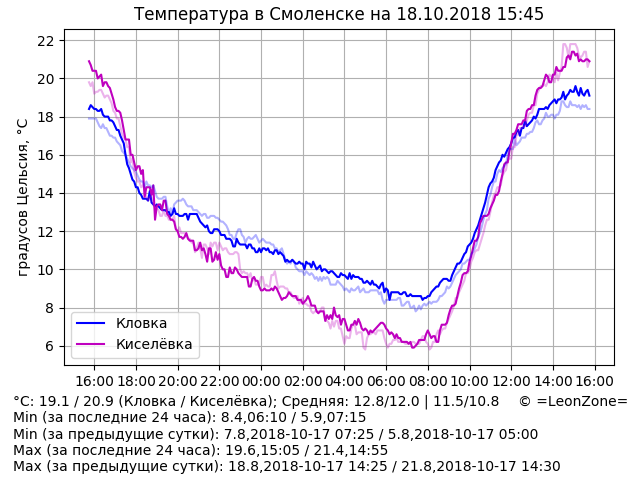 Температура в Смоленске на 18.10.2018 15:45
градусов Цельсия, °C
22
20
18
16
14
12
10
8
6
Кловка
Киселёвка
16:00 18:00 20:00 22:00 00:00 02:00 04:00 06:00 08:00 10:00 12:00 14:00 16:00
°C: 19.1 / 20.9 (Кловка / Киселёвка); Средняя: 12.8/12.0 | 11.5/10.8 © =LeonZone=
Min (за последние 24 часа): 8.4,06:10 / 5.9,07:15
Min (за предыдущие сутки): 7.8,2018-10-17 07:25 / 5.8,2018-10-17 05:00
Max (за последние 24 часа): 19.6,15:05 / 21.4,14:55
Max (за предыдущие сутки): 18.8,2018-10-17 14:25 / 21.8,2018-10-17 14:30